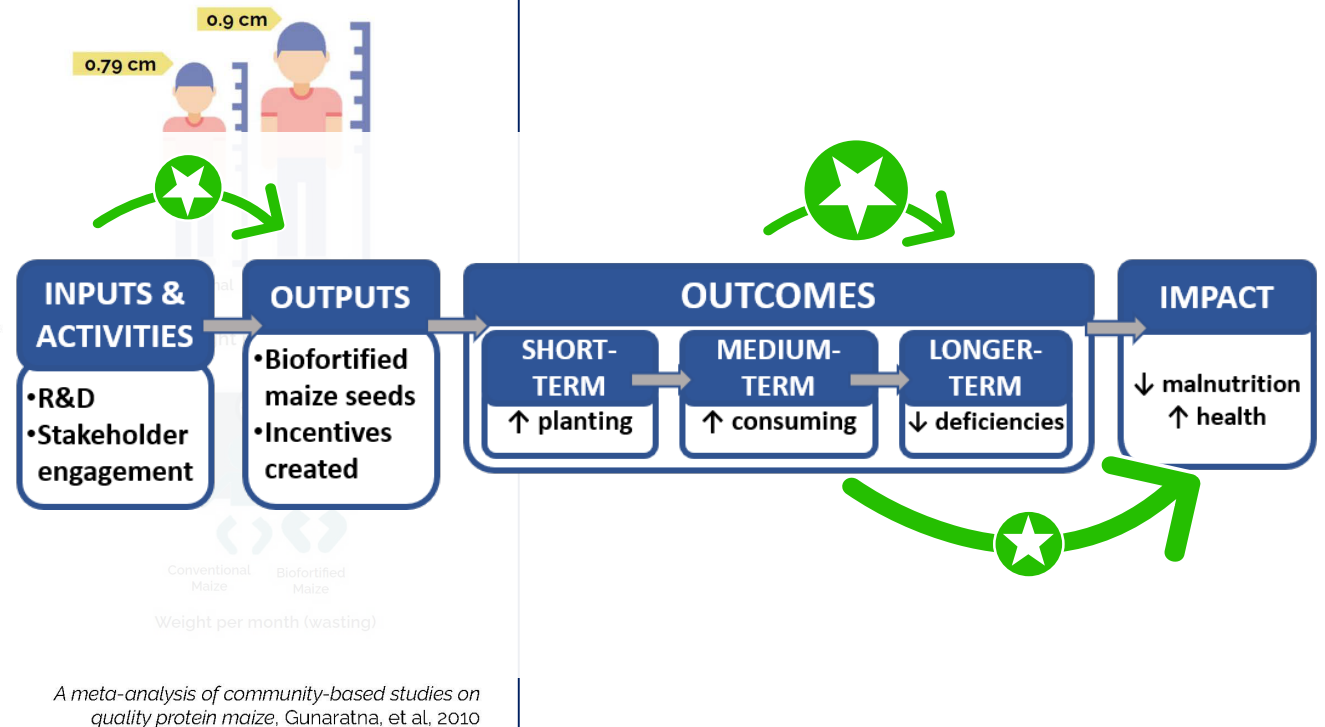 0.9 cm
0.79 cm
INPUTS &
ACTIVITIES
•R&D
•Stakeholder
engagement
OUTPUTS
•Biofortified
maize seeds
•Incentives
created
OUTCOMES
SHORT-
TERM
↑ planting
MEDIUM-
TERM
↑ consuming
LONGER-
TERM
↓ deficiencies
IMPACT
↓ malnutrition
↑ health
Conventional
Maize
Biofortified
Maize
Weight per month (wasting)
A meta-analysis of community-based studies on
quality protein maize, Gunaratna, et al, 2010